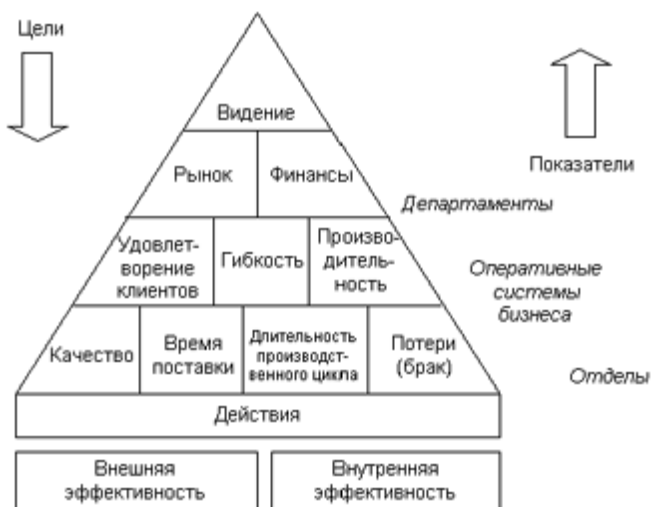 Цели
Видение
Показатели
Рынок
Финансы
Департаменты
Удовлет-
ворение
клиентов
Гибкость
Произво-
дитель-
ность
Оперативные
системы
бизнеса
Качество
Время
поставки
Длительность
производст-
венного цикла
Потери
(брак)
Отделы
Действия
Внешняя
эффективность
Внутренняя
эффективность